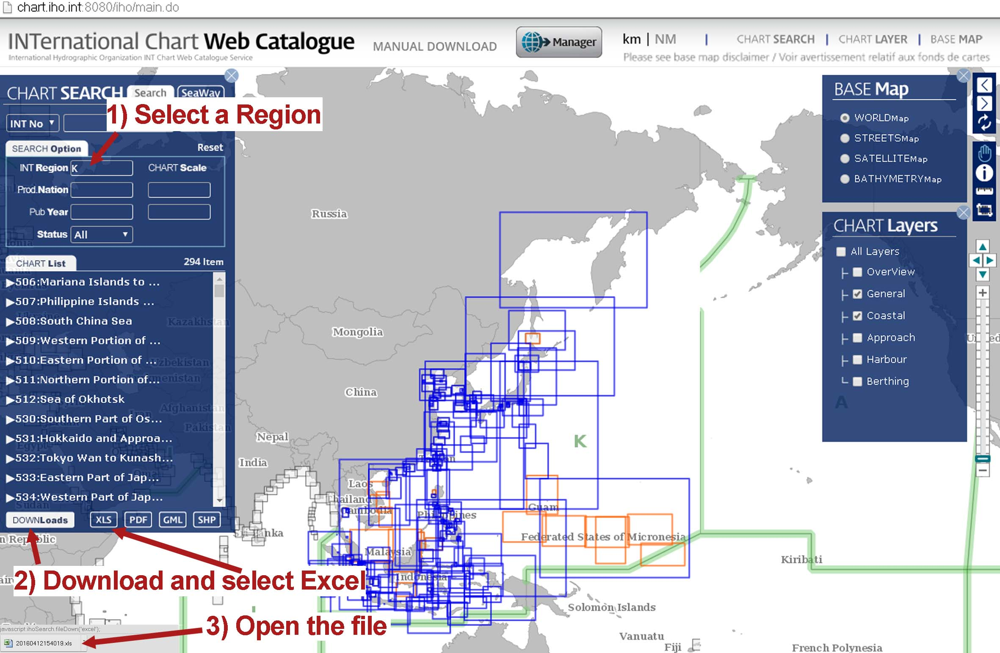 chart.iho.int:8080/iho/main.do
INTernational Chart Web Catalogue
International Hydrographic Organization INT Chart Web Catalogue Service
MANUAL DOWNLOAD
Manager
km | NM | CHART SEARCH | CHART LAYER | BASE MAP
Please see base map disclaimer / Voir avertissement relatif aux fonds de cartes
CHART SEARCH Search SeaWay
1) Select a Region
INT No
SEARCH Option Reset
INT Region K CHART Scale
Prod.Nation
Pub Year
Status All
CHART List 294 Item
506:Mariana Islands to ...
507:Philippine Islands ...
508:South China Sea
509:Western Portion of ...
510:Eastern Portion of ...
511:Northern Portion of...
512:Sea of Okhotsk
530:Southern Part of Os...
531:Hokkaido and Approa...
532:Tokyo Wan to Kunash...
533:Eastern Part of Jap...
534:Western Part of Jap...
DOWNLoads XLS PDF GML SHP
2) Download and select Excel
3) Open the file
javascript:ihoSearch.fileDown('excel');
20160412154019.xls
BASE Map
WORLDMap
STREETSMap
SATELLITEMap
BATHYMETRYMap
CHART Layers
All Layers
OverView
General
Coastal
Approach
Harbour
Berthing
A
Russia
Mongolia
Kazakhstan
Uzbekistan
China
Afghanistan
Iran
Pakistan
Nepal
K
India
Egypt
Laos
Thailand
Cambodia
Sudan
Guam
Philippines
Sri Lanka
Federated States of Micronesia
Malaysia
Kiribati
Indonesia
Solomon Islands
Vanuatu
Fiji
French Polynesia